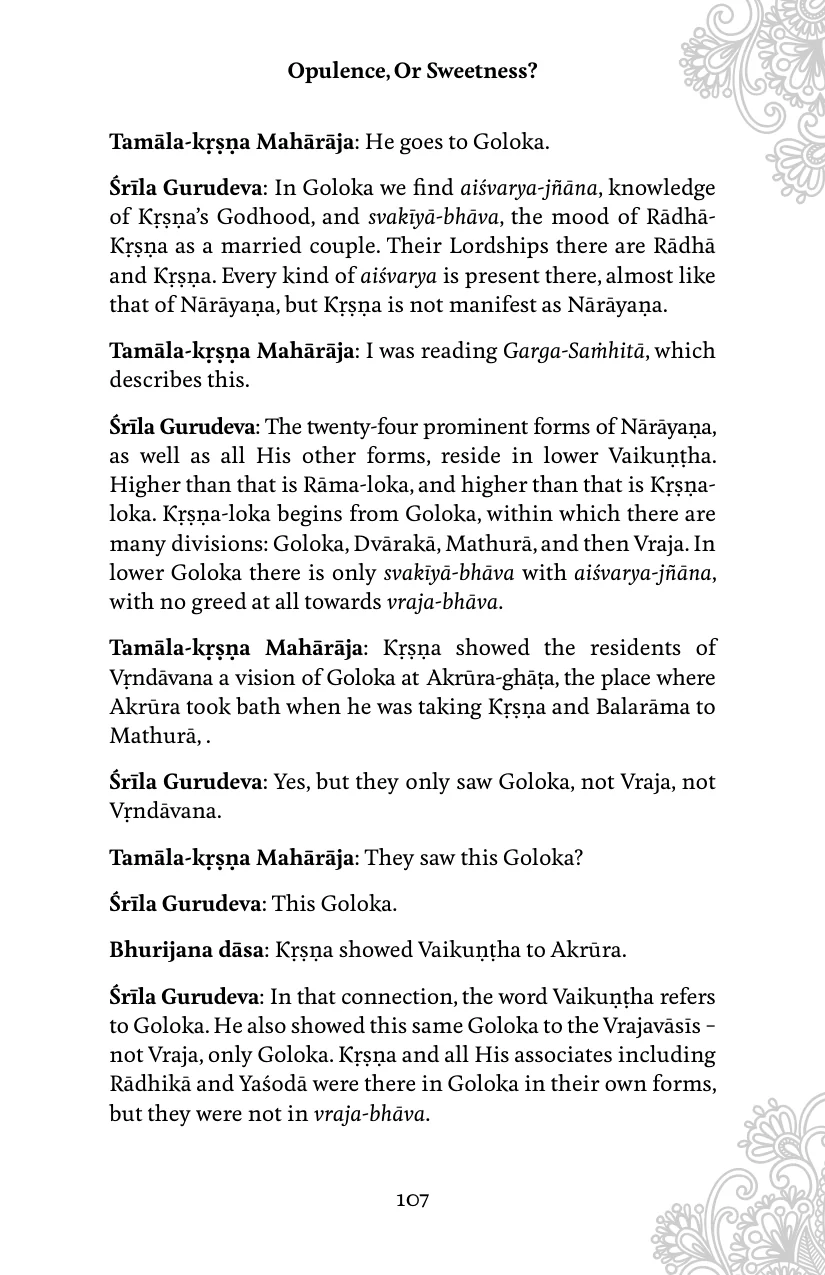 Opulence, Or Sweetness?
Tamāla-kṛṣṇa Mahārāja: He goes to Goloka.
Śrīla Gurudeva: In Goloka we find aiśvarya-jñāna, knowledge
of Kṛṣṇa’s Godhood, and svakīyā-bhāva, the mood of Rādhā-
Kṛṣṇa as a married couple. Their Lordships there are Rādhā
and Kṛṣṇa. Every kind of aiśvarya is present there, almost like
that of Nārāyaṇa, but Kṛṣṇa is not manifest as Nārāyaṇa.
Tamāla-kṛṣṇa Mahārāja: I was reading Garga-Saṁhitā, which
describes this.
Śrīla Gurudeva: The twenty-four prominent forms of Nārāyaṇa,
as well as all His other forms, reside in lower Vaikuṇṭha.
Higher than that is Rāma-loka, and higher than that is Kṛṣṇa-
loka. Kṛṣṇa-loka begins from Goloka, within which there are
many divisions: Goloka, Dvārakā, Mathurā, and then Vraja. In
lower Goloka there is only svakīyā-bhāva with aiśvarya-jñāna,
with no greed at all towards vraja-bhāva.
Tamāla-kṛṣṇa Mahārāja: Kṛṣṇa showed the residents of
Vṛndāvana a vision of Goloka at Akrūra-ghāṭa, the place where
Akrūra took bath when he was taking Kṛṣṇa and Balarāma to
Mathurā, .
Śrīla Gurudeva: Yes, but they only saw Goloka, not Vraja, not
Vṛndāvana.
Tamāla-kṛṣṇa Mahārāja: They saw this Goloka?
Śrīla Gurudeva: This Goloka.
Bhurijana dāsa: Kṛṣṇa showed Vaikuṇṭha to Akrūra.
Śrīla Gurudeva: In that connection, the word Vaikuṇṭha refers
to Goloka. He also showed this same Goloka to the Vrajavāsīs –
not Vraja, only Goloka. Kṛṣṇa and all His associates including
Rādhikā and Yaśodā were there in Goloka in their own forms,
but they were not in vraja-bhāva.
107